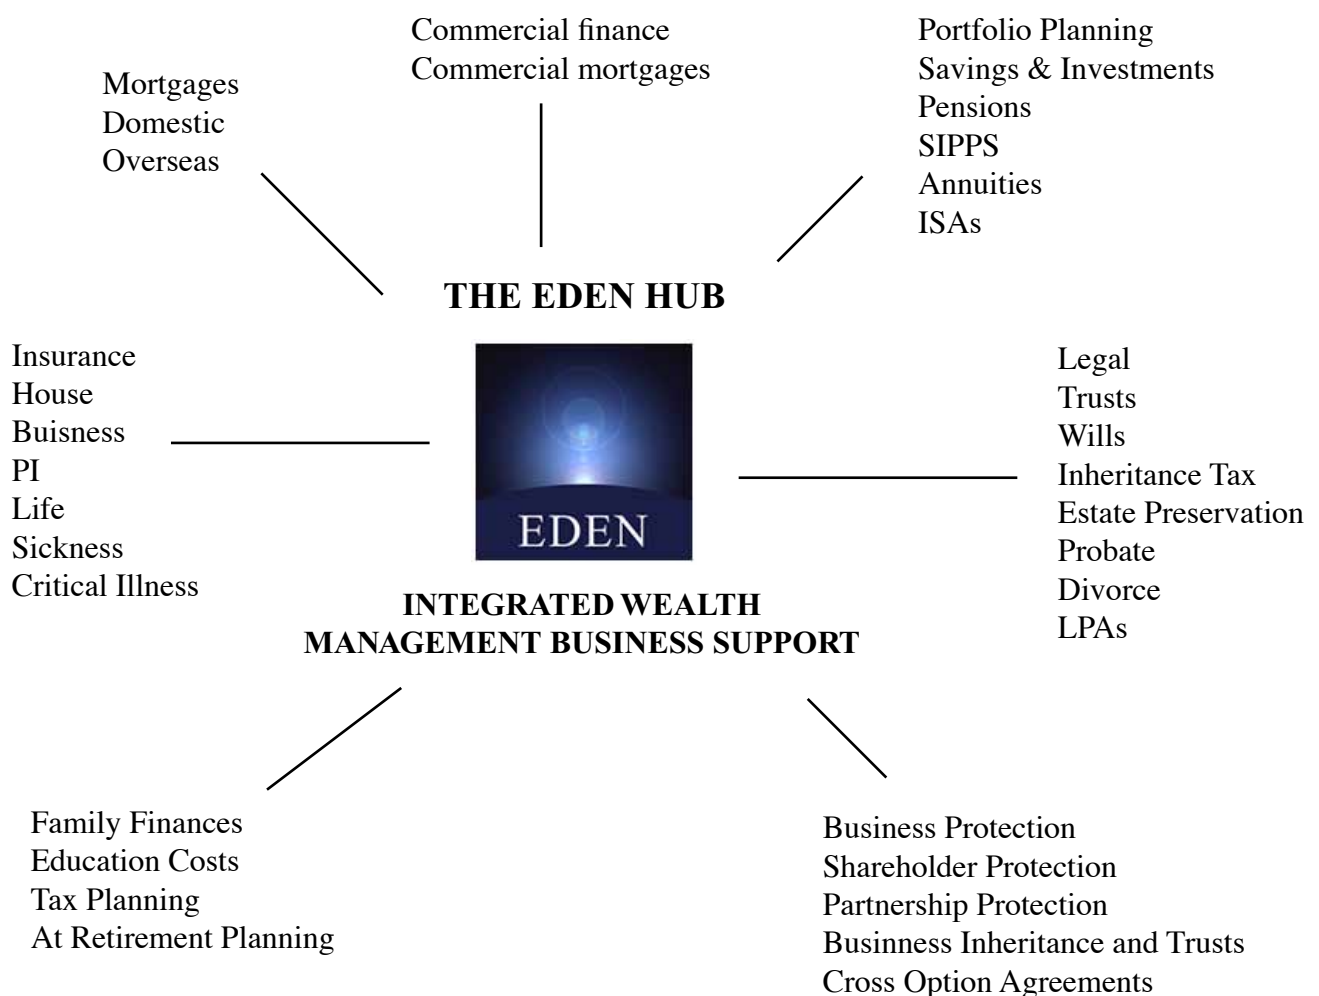 Commercial finance
Commercial mortgages
Portfolio Planning
Savings & Investments
Pensions
SIPPS
Annuities
ISAs
Mortgages
Domestic
Overseas
THE EDEN HUB
Insurance
House
Buisness
PI
Life
Sickness
Critical Illness
EDEN
Legal
Trusts
Wills
Inheritance Tax
Estate Preservation
Probate
Divorce
LPAs
INTEGRATED WEALTH
MANAGEMENT BUSINESS SUPPORT
Family Finances
Education Costs
Tax Planning
At Retirement Planning
Business Protection
Shareholder Protection
Partnership Protection
Businness Inheritance and Trusts
Cross Option Agreements